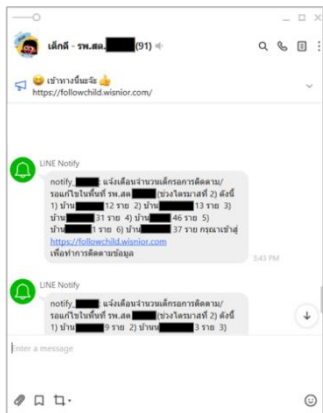 เด็กดี - รพ.สต. (91)
😄 เข้าทางนี้นะจ๊ะ 👍
https://followchild.wisnior.com/
LINE Notify
notify_ : แจ้งเตือนจำนวนเด็กรอการติดตาม/
รอแก้ไขในพื้นที่ รพ.สต. (ช่วงไตรมาสที่ 2) ดังนี้
1) บ้าน 12 ราย 2) บ้าน 13 ราย 3)
บ้าน 31 ราย 4) บ้าน 46 ราย 5)
บ้าน 1 ราย 6) บ้าน 37 ราย กรุณาเข้าสู่
https://followchild.wisnior.com
เพื่อทำการติดตามข้อมูล
3:43 PM
LINE Notify
notify_ : แจ้งเตือนจำนวนเด็กรอการติดตาม/
รอแก้ไขในพื้นที่ รพ.สต. (ช่วงไตรมาสที่ 2) ดังนี้
1) บ้าน 9 ราย 2) บ้าน 3 ราย 3)
Enter a message